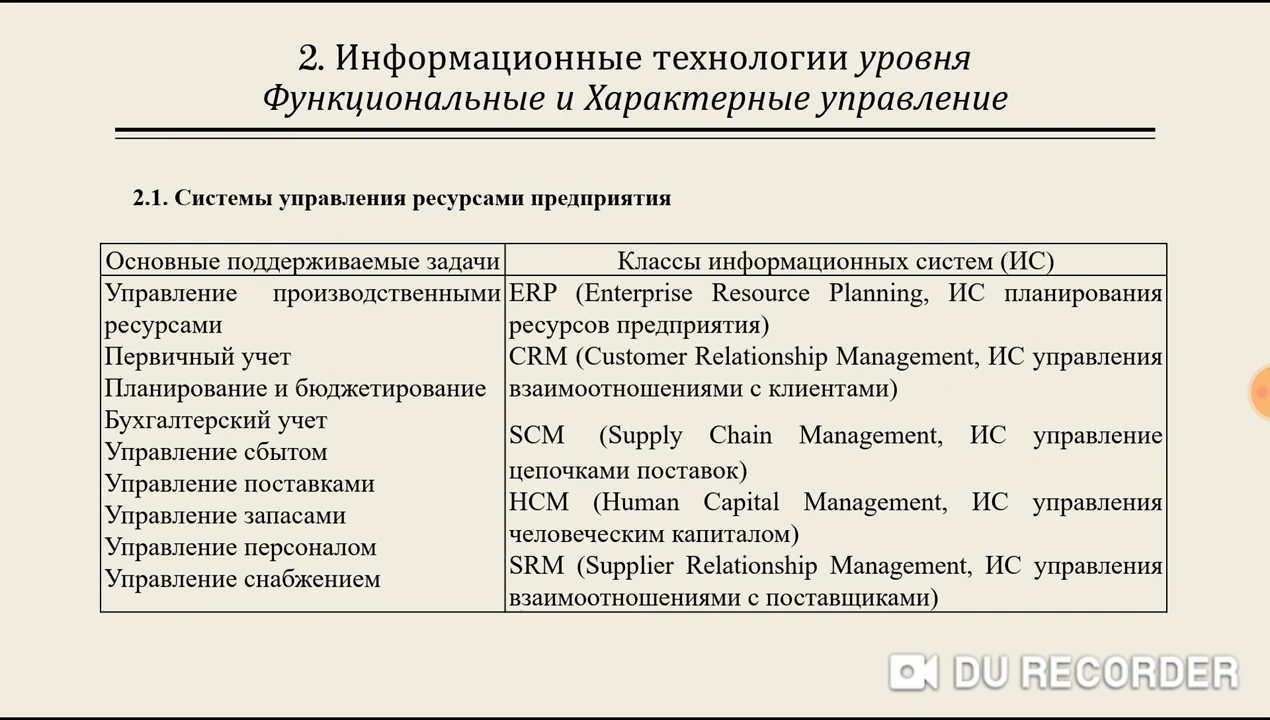 2. Информационные технологии уровня
Функциональные и Характерные управление
2.1. Системы управления ресурсами предприятия
Основные поддерживаемые задачи
Управление производственными
ресурсами
Первичный учет
Планирование и бюджетирование
Бухгалтерский учет
Управление сбытом
Управление поставками
Управление запасами
Управление персоналом
Управление снабжением
Классы информационных систем (ИС)
ERP (Enterprise Resource Planning, ИС планирования
ресурсов предприятия)
CRM (Customer Relationship Management, ИС управления
взаимоотношениями с клиентами)
SCM (Supply Chain Management, ИС управление
цепочками поставок)
HCM (Human Capital Management, ИС управления
человеческим капиталом)
SRM (Supplier Relationship Management, ИС управления
взаимоотношениями с поставщиками)
DU RECORDER